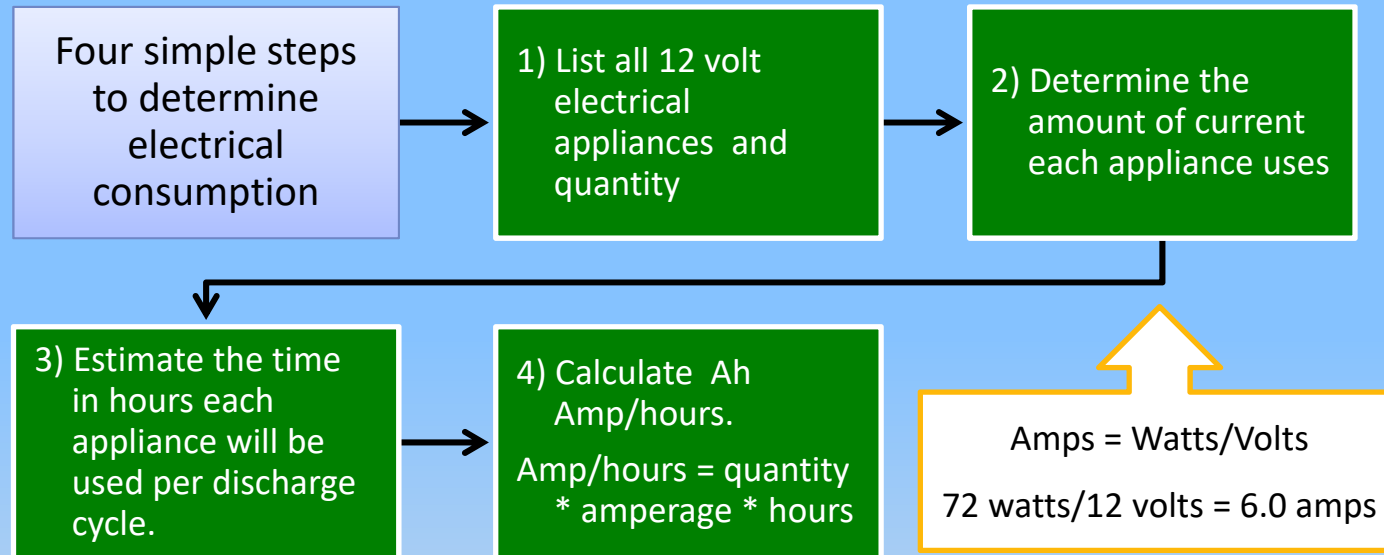 Four simple steps
to determine
electrical
consumption
1) List all 12 volt
electrical
appliances and
quantity
2) Determine the
amount of current
each appliance uses
3) Estimate the time
in hours each
appliance will be
used per discharge
cycle.
4) Calculate Ah
Amp/hours.
Amp/hours = quantity
* amperage * hours
Amps = Watts/Volts
72 watts/12 volts = 6.0 amps